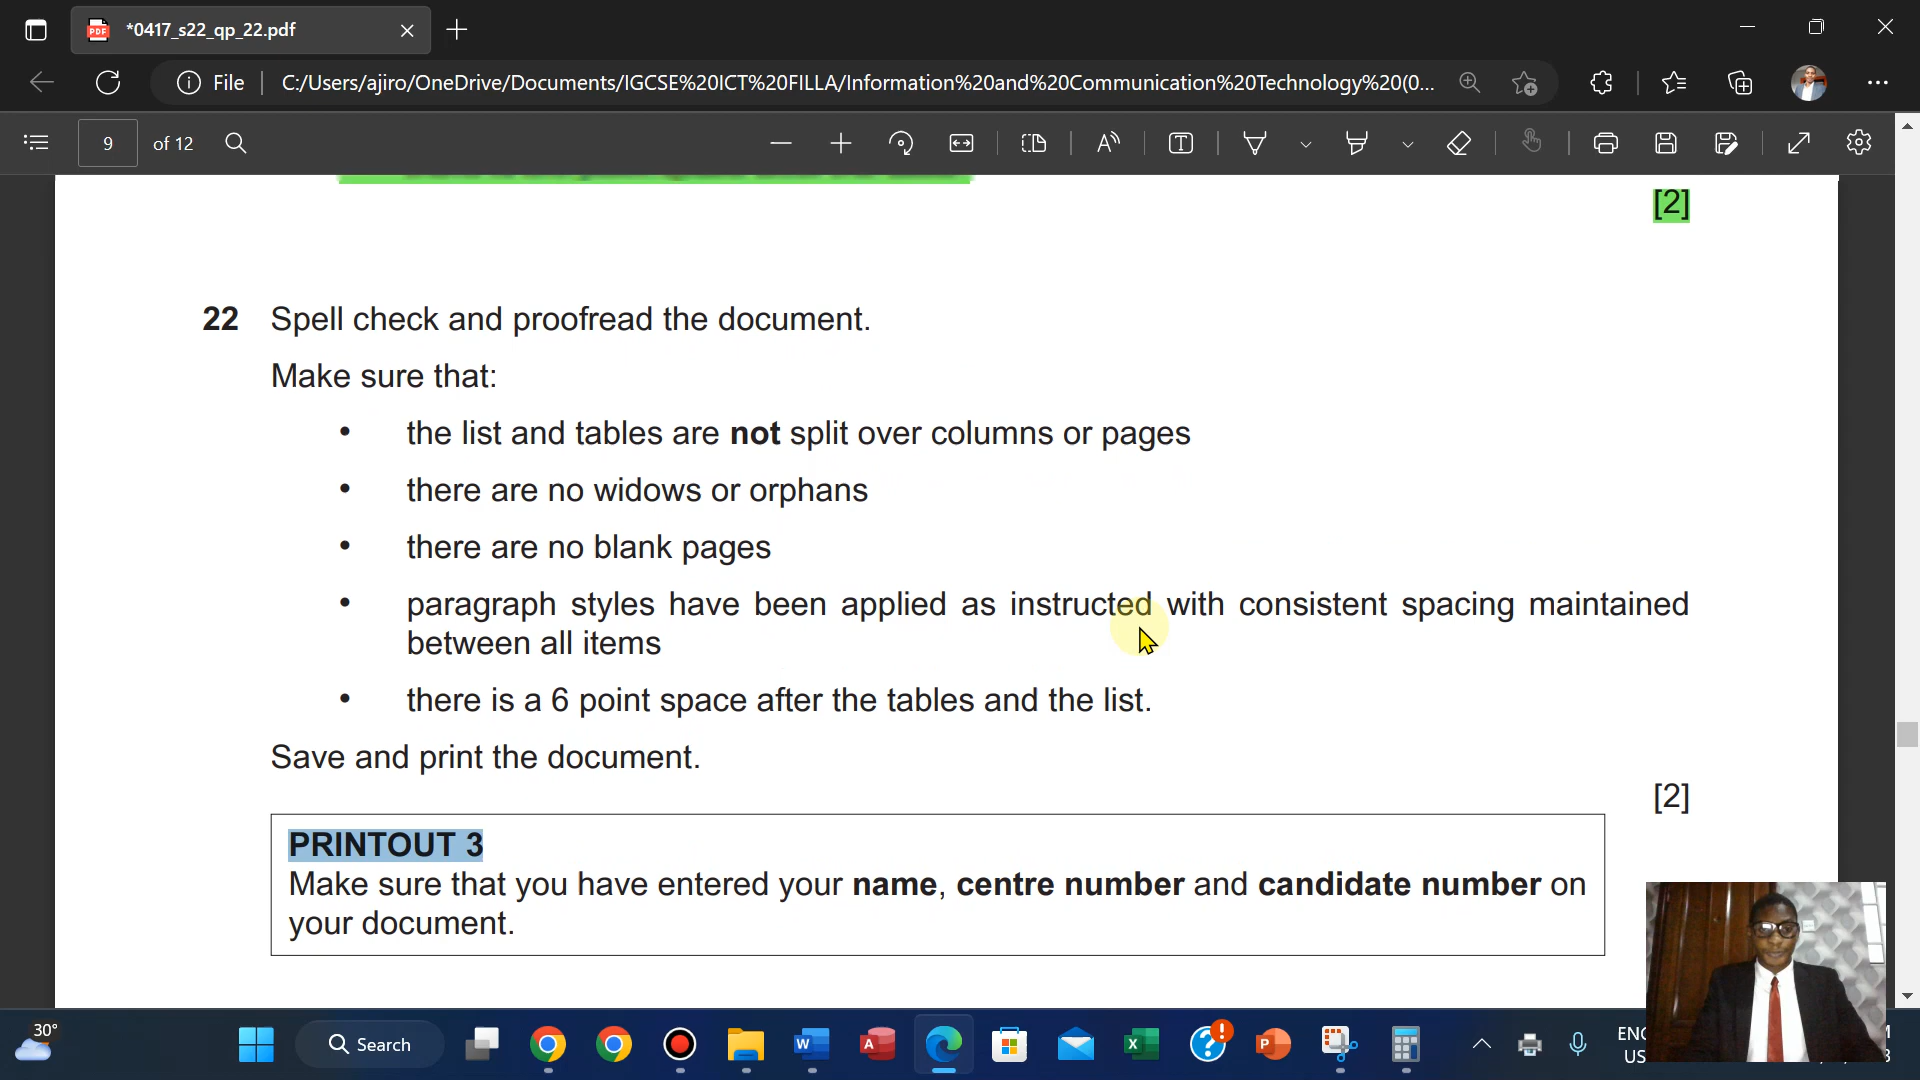 *0417_s22_qp_22.pdf
File
C:/Users/ajiro/OneDrive/Documents/IGCSE%20ICT%20FILLA/Information%20and%20Communication%20Technology%20(0...
9
of 12
[2]
22 Spell check and proofread the document.
Make sure that:
• the list and tables are not split over columns or pages
• there are no widows or orphans
• there are no blank pages
• paragraph styles have been applied as instructed with consistent spacing maintained
between all items
• there is a 6 point space after the tables and the list.
Save and print the document.
[2]
PRINTOUT 3
Make sure that you have entered your name, centre number and candidate number on
your document.
30°
Search
ENG
US